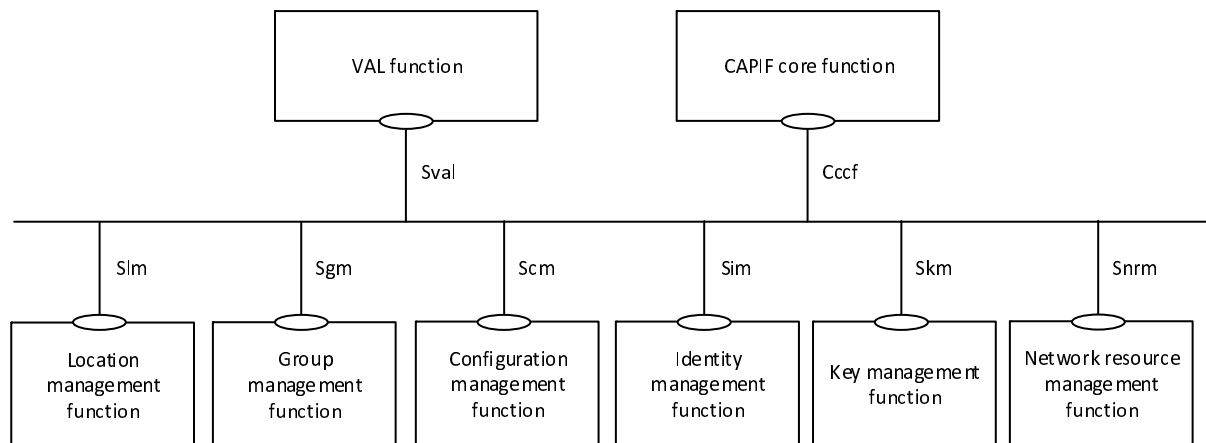 VAL function
CAPIF core function
Sval
Cccf
Slm
Sgm
Scm
Sim
Skm
Snrm
Location
management
function
Group
management
function
Configuration
management
function
Identity
management
function
Key management
function
Network resource
management
function